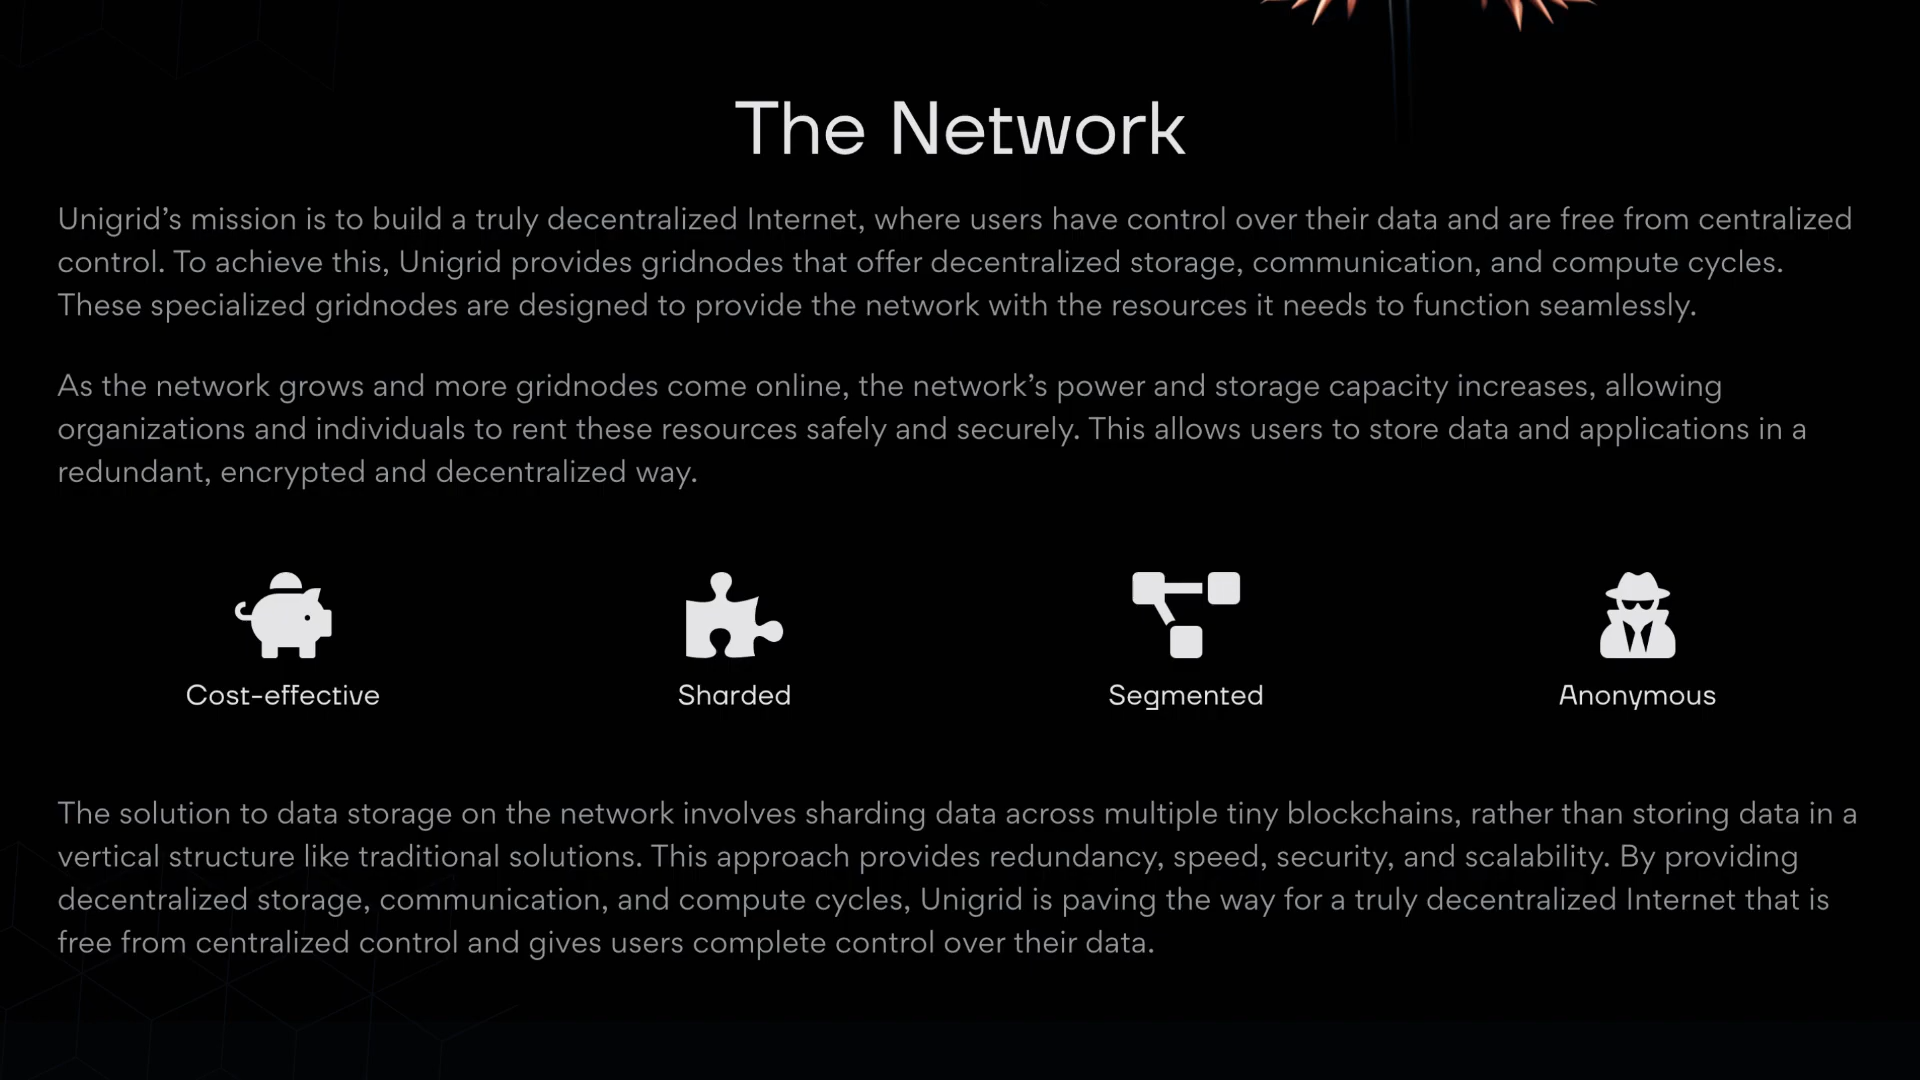 The Network
Unigrid’s mission is to build a truly decentralized Internet, where users have control over their data and are free from centralized
control. To achieve this, Unigrid provides gridnodes that offer decentralized storage, communication, and compute cycles.
These specialized gridnodes are designed to provide the network with the resources it needs to function seamlessly.
As the network grows and more gridnodes come online, the network’s power and storage capacity increases, allowing
organizations and individuals to rent these resources safely and securely. This allows users to store data and applications in a
redundant, encrypted and decentralized way.
Cost-effective
Sharded
Segmented
Anonymous
The solution to data storage on the network involves sharding data across multiple tiny blockchains, rather than storing data in a
vertical structure like traditional solutions. This approach provides redundancy, speed, security, and scalability. By providing
decentralized storage, communication, and compute cycles, Unigrid is paving the way for a truly decentralized Internet that is
free from centralized control and gives users complete control over their data.